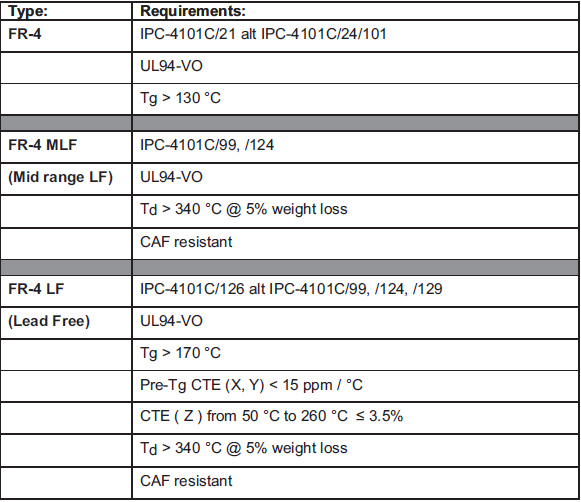 Type: Requirements:
FR-4 IPC-4101C/21 alt IPC-4101C/24/101
UL94-VO
Tg > 130 °C
FR-4 MLF IPC-4101C/99, /124
(Mid range LF) UL94-VO
Td > 340 °C @ 5% weight loss
CAF resistant
FR-4 LF IPC-4101C/126 alt IPC-4101C/99, /124, /129
(Lead Free) UL94-VO
Tg > 170 °C
Pre-Tg CTE (X, Y) < 15 ppm / °C
CTE ( Z ) from 50 °C to 260 °C ≤ 3.5%
Td > 340 °C @ 5% weight loss
CAF resistant